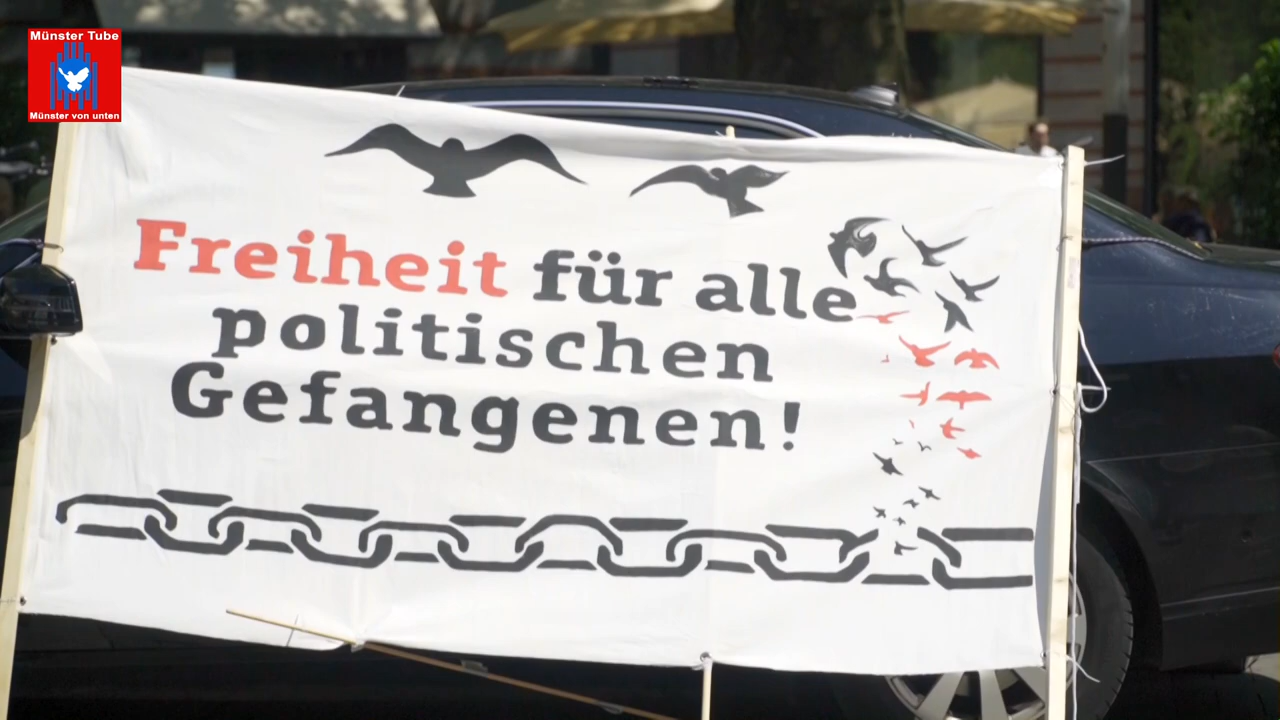 Münster Tube
Münster von unten
Freiheit für alle
politischen
Gefangenen!